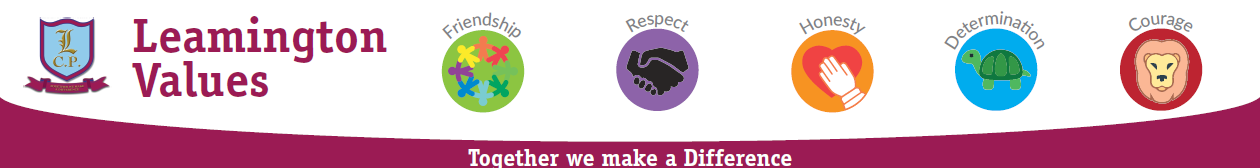 L
C.P.
Leamington
Values
Friendship
Respect
Honesty
Determination
Courage
Together we make a Difference